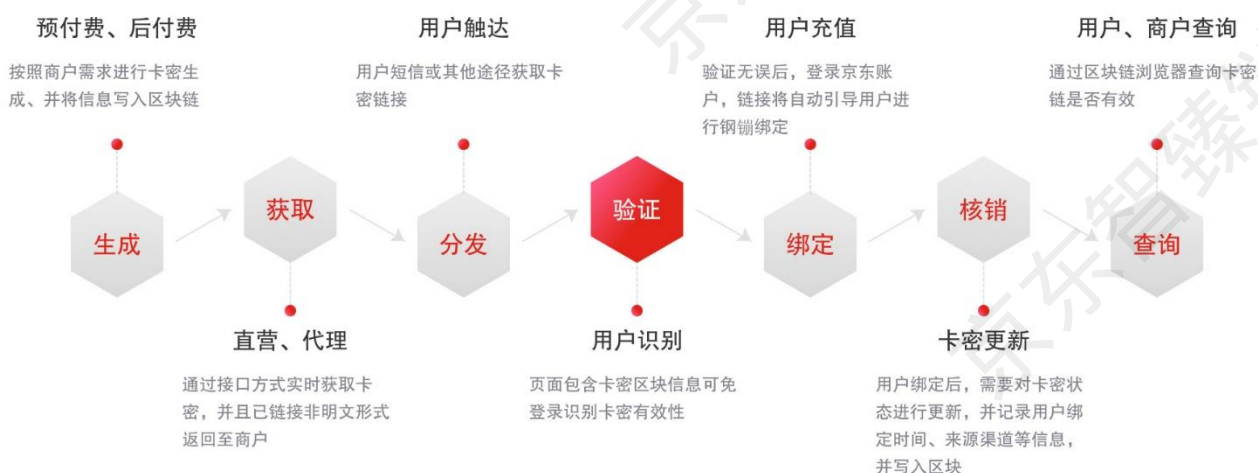 预付费、后付费
按照商户需求进行卡密生
成、并将信息写入区块链
用户触达
用户短信或其他途径获取卡
密链接
用户充值
验证无误后，登录京东账
户，链接将自动引导用户进
行钢镚绑定
用户、商户查询
通过区块链浏览器查询卡密
链是否有效
生成
获取
分发
验证
绑定
核销
查询
直营、代理
通过接口方式实时获取卡
密，并且已链接非明文形式
返回至商户
用户识别
页面包含卡密区块信息可免
登录识别卡密有效性
卡密更新
用户绑定后，需要对卡密状
态进行更新，并记录用户绑
定时间、来源渠道等信息，
并写入区块
京东智臻链